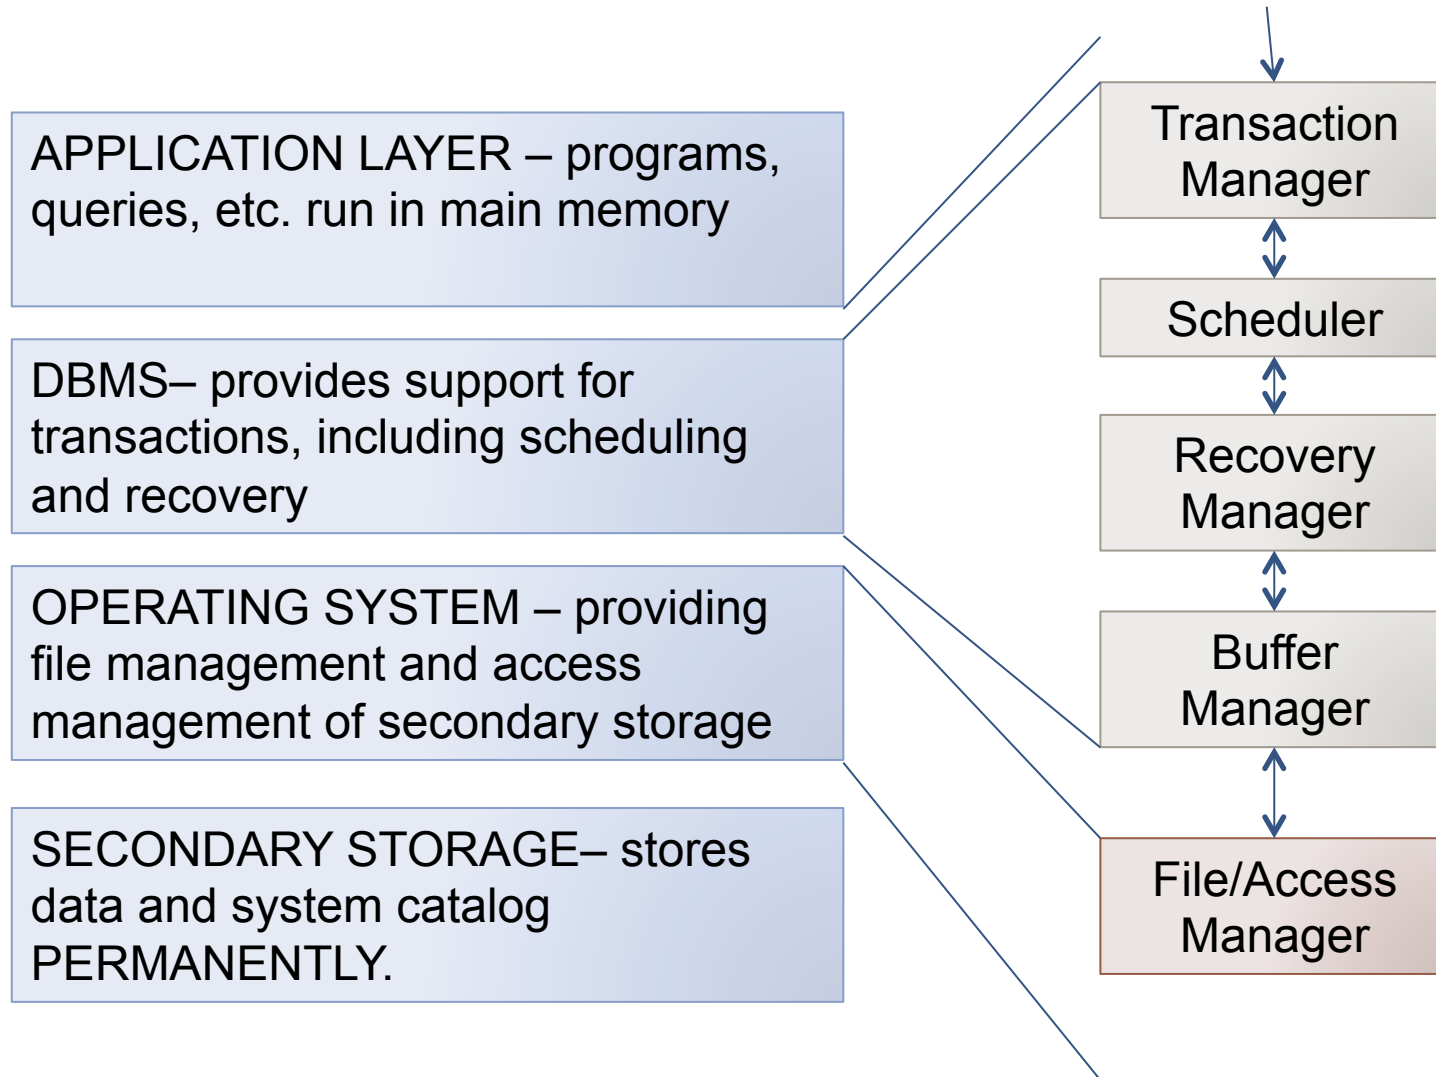 APPLICATION LAYER – programs,
queries, etc. run in main memory
DBMS– provides support for
transactions, including scheduling
and recovery
OPERATING SYSTEM – providing
file management and access
management of secondary storage
SECONDARY STORAGE– stores
data and system catalog
PERMANENTLY.
Transaction
Manager
Scheduler
Recovery
Manager
Buffer
Manager
File/Access
Manager